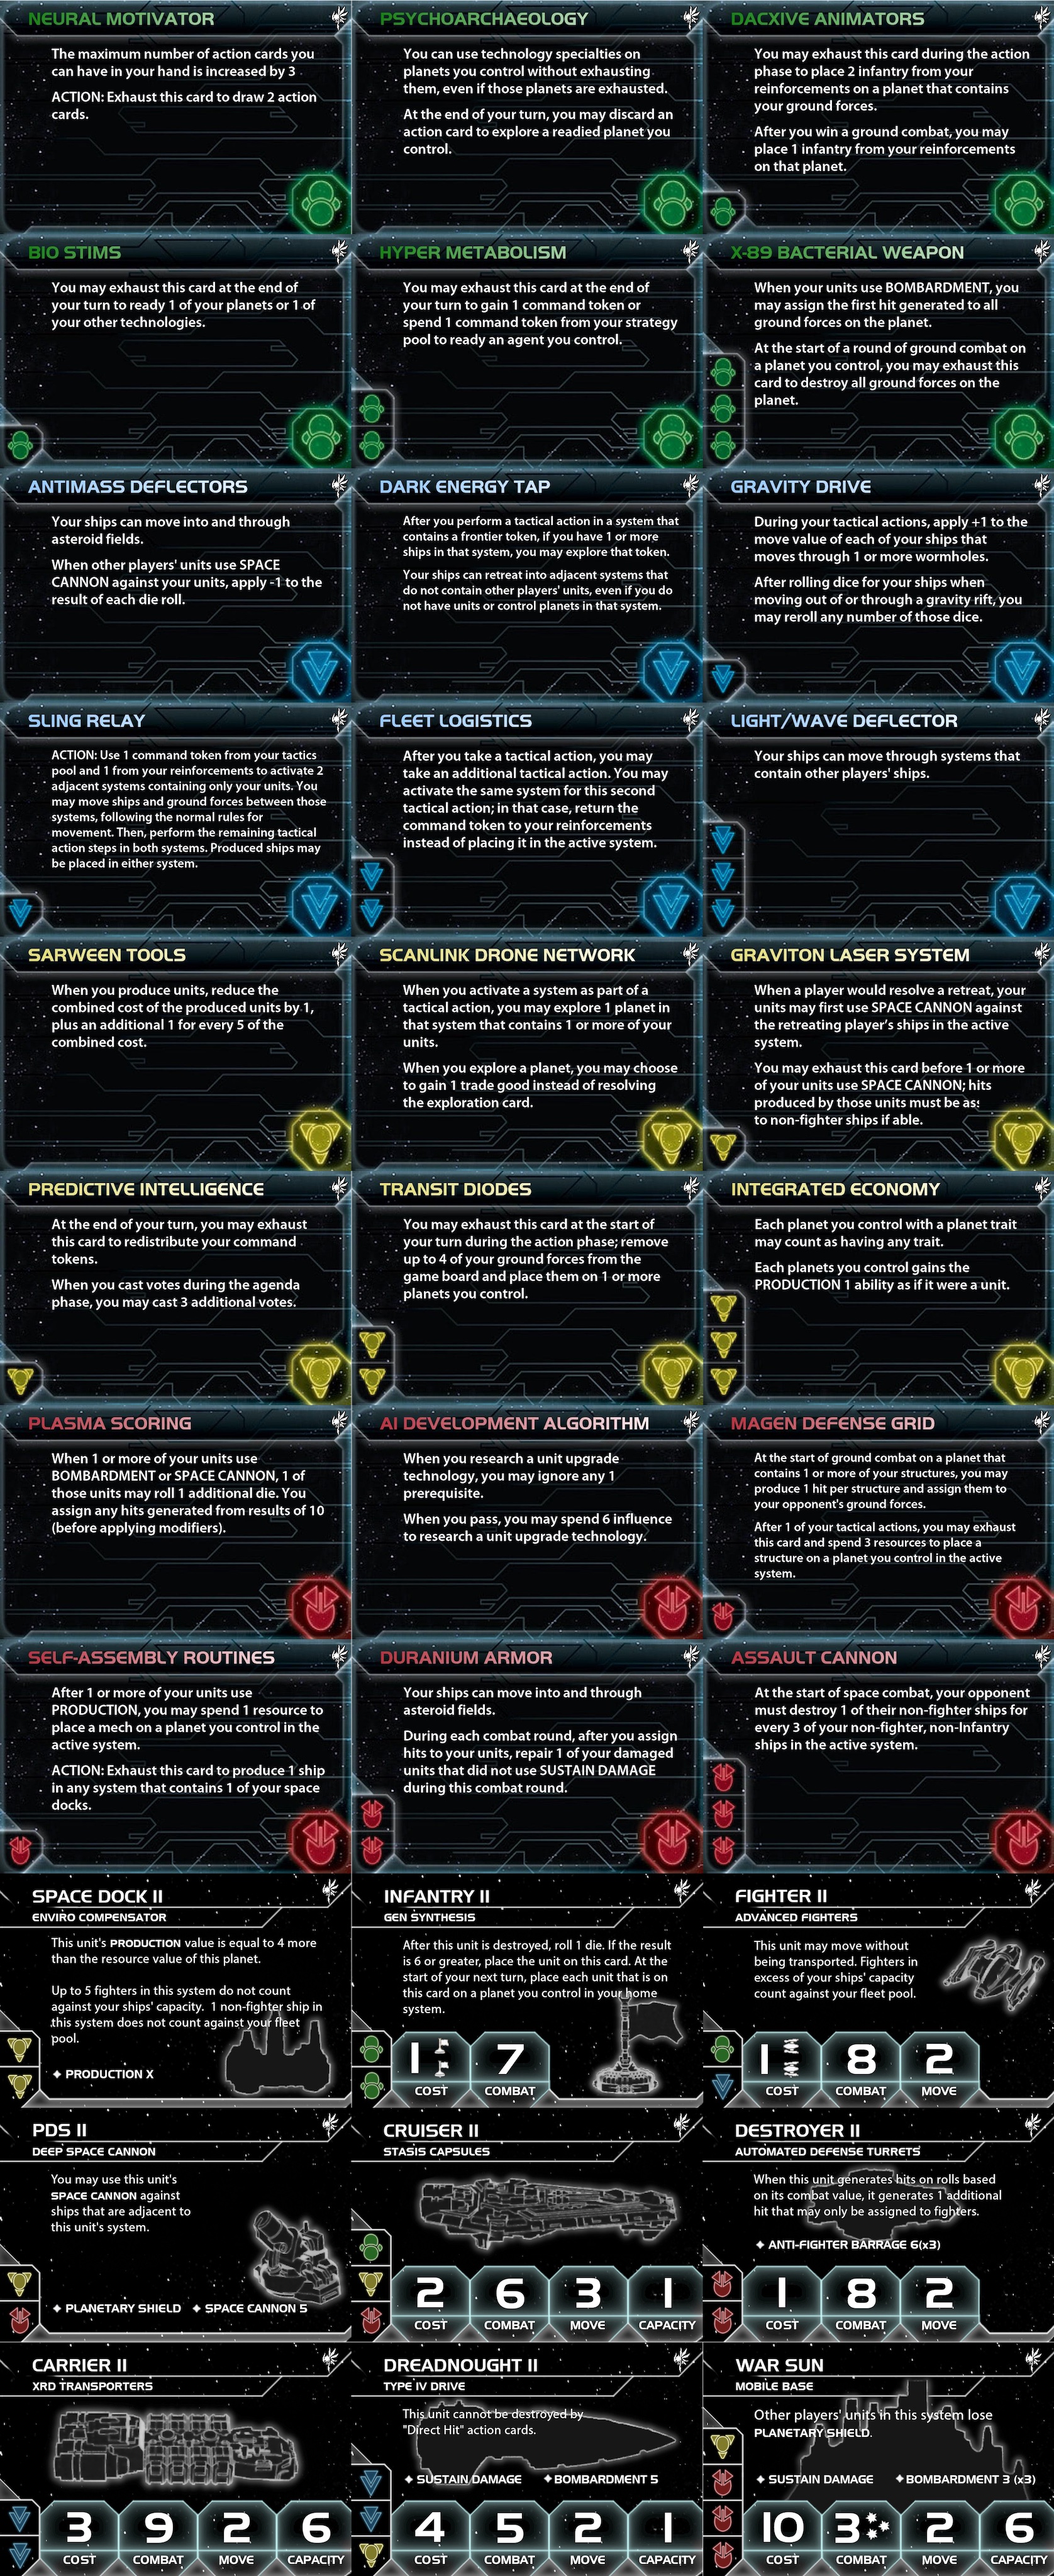 NEURAL MOTIVATOR
The maximum number of action cards you
can have in your hand is increased by 3
ACTION: Exhaust this card to draw 2 action
cards.
PSYCHOARCHAEOLOGY
You can use technology specialties on
planets you control without exhausting
them, even if those planets are exhausted.
At the end of your turn, you may discard an
action card to explore a readied planet you
control.
DACXIVE ANIMATORS
You may exhaust this card during the action
phase to place 2 infantry from your
reinforcements on a planet that contains
your ground forces.
After you win a ground combat, you may
place 1 infantry from your reinforcements
on that planet.
BIO STIMS
You may exhaust this card at the end of
your turn to ready 1 of your planets or 1 of
your other technologies.
HYPER METABOLISM
You may exhaust this card at the end of
your turn to gain 1 command token or
spend 1 command token from your strategy
pool to ready an agent you control.
X-89 BACTERIAL WEAPON
When your units use BOMBARDMENT, you
may assign the first hit generated to all
ground forces on the planet.
At the start of a round of ground combat on
a planet you control, you may exhaust this
card to destroy all ground forces on the
planet.
ANTIMASS DEFLECTORS
Your ships can move into and through
asteroid fields.
When other players' units use SPACE
CANNON against your units, apply -1 to the
result of each die roll.
DARK ENERGY TAP
After you perform a tactical action in a system that
contains a frontier token, if you have 1 or more
ships in that system, you may explore that token.
Your ships can retreat into adjacent systems that
do not contain other players' units, even if you do
not have units or control planets in that system.
GRAVITY DRIVE
During your tactical actions, apply +1 to the
move value of each of your ships that
moves through 1 or more wormholes.
After rolling dice for your ships when
moving out of or through a gravity rift, you
may reroll any number of those dice.
SLING RELAY
ACTION: Use 1 command token from your tactics
pool and 1 from your reinforcements to activate 2
adjacent systems containing only your units. You
may move ships and ground forces between those
systems, following the normal rules for
movement. Then, perform the remaining tactical
action steps in both systems. Produced ships may
be placed in either system.
FLEET LOGISTICS
After you take a tactical action, you may
take an additional tactical action. You may
activate the same system for this second
tactical action; in that case, return the
command token to your reinforcements
instead of placing it in the active system.
LIGHT/WAVE DEFLECTOR
Your ships can move through systems that
contain other players' ships.
SARWEEN TOOLS
When you produce units, reduce the
combined cost of the produced units by 1,
plus an additional 1 for every 5 of the
combined cost.
SCANLINK DRONE NETWORK
When you activate a system as part of a
tactical action, you may explore 1 planet in
that system that contains 1 or more of your
units.
When you explore a planet, you may choose
to gain 1 trade good instead of resolving
the exploration card.
GRAVITON LASER SYSTEM
When a player would resolve a retreat, your
units may first use SPACE CANNON against
the retreating player's ships in the active
system.
You may exhaust this card before 1 or more
of your units use SPACE CANNON; hits
produced by those units must be as
to non-fighter ships if able.
PREDICTIVE INTELLIGENCE
At the end of your turn, you may exhaust
this card to redistribute your command
tokens.
When you cast votes during the agenda
phase, you may cast 3 additional votes.
TRANSIT DIODES
You may exhaust this card at the start of
your turn during the action phase; remove
up to 4 of your ground forces from the
game board and place them on 1 or more
planets you control.
INTEGRATED ECONOMY
Each planet you control with a planet trait
may count as having any trait.
Each planets you control gains the
PRODUCTION 1 ability as if it were a unit.
PLASMA SCORING
When 1 or more of your units use
BOMBARDMENT or SPACE CANNON, 1 of
those units may roll 1 additional die. You
assign any hits generated from results of 10
(before applying modifiers).
AI DEVELOPMENT ALGORITHM
When you research a unit upgrade
technology, you may ignore any 1
prerequisite.
When you pass, you may spend 6 influence
to research a unit upgrade technology.
MAGEN DEFENSE GRID
At the start of ground combat on a planet that
contains 1 or more of your structures, you may
produce 1 hit per structure and assign them to
your opponent's ground forces.
After 1 of your tactical actions, you may exhaust
this card and spend 3 resources to place a
structure on a planet you control in the active
system.
SELF-ASSEMBLY ROUTINES
After 1 or more of your units use
PRODUCTION, you may spend 1 resource to
place a mech on a planet you control in the
active system.
ACTION: Exhaust this card to produce 1 ship
in any system that contains 1 of your space
docks.
DURANIUM ARMOR
Your ships can move into and through
asteroid fields.
During each combat round, after you assign
hits to your units, repair 1 of your damaged
units that did not use SUSTAIN DAMAGE
during this combat round.
ASSAULT CANNON
At the start of space combat, your opponent
must destroy 1 of their non-fighter ships for
every 3 of your non-fighter, non-Infantry
ships in the active system.
SPACE DOCK II
ENVIRO COMPENSATOR
This unit's PRODUCTION value is equal to 4 more
than the resource value of this planet.
Up to 5 fighters in this system do not count
against your ships' capacity. 1 non-fighter ship in
this system does not count against your fleet
pool.
✦ PRODUCTION X
INFANTRY II
GEN SYNTHESIS
After this unit is destroyed, roll 1 die. If the result
is 6 or greater, place the unit on this card. At the
start of your next turn, place each unit that is on
this card on a planet you control in your home
system.
1 7
COST COMBAT
FIGHTER II
ADVANCED FIGHTERS
This unit may move without
being transported. Fighters in
excess of your ships' capacity
count against your fleet pool.
1 8 2
COST COMBAT MOVE
PDS II
DEEP SPACE CANNON
You may use this unit's
SPACE CANNON against
ships that are adjacent to
this unit's system.
✦ PLANETARY SHIELD ✦ SPACE CANNON 5
CRUISER II
STASIS CAPSULES
2 6 3 1
COST COMBAT MOVE CAPACITY
DESTROYER II
AUTOMATED DEFENSE TURRETS
When this unit generates hits on rolls based
on its combat value, it generates 1 additional
hit that may only be assigned to fighters.
✦ ANTI-FIGHTER BARRAGE 6(x3)
1 8 2
COST COMBAT MOVE
CARRIER II
XRD TRANSPORTERS
3 9 2 6
COST COMBAT MOVE CAPACITY
DREADNOUGHT II
TYPE IV DRIVE
This unit cannot be destroyed by
"Direct Hit" action cards.
✦ SUSTAIN DAMAGE ✦ BOMBARDMENT 5
4 5 2 1
COST COMBAT MOVE CAPACITY
WAR SUN
MOBILE BASE
Other players' units in this system lose
PLANETARY SHIELD.
✦ SUSTAIN DAMAGE ✦ BOMBARDMENT 3 (x3)
10 3 2 6
COST COMBAT MOVE CAPACITY